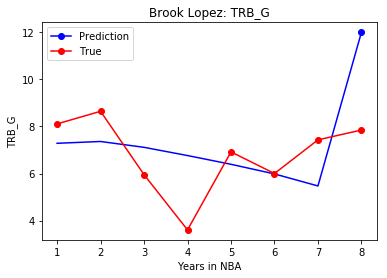 Brook Lopez: TRB_G
Prediction
True
12
10
8
6
4
TRB_G
1 2 3 4 5 6 7 8
Years in NBA